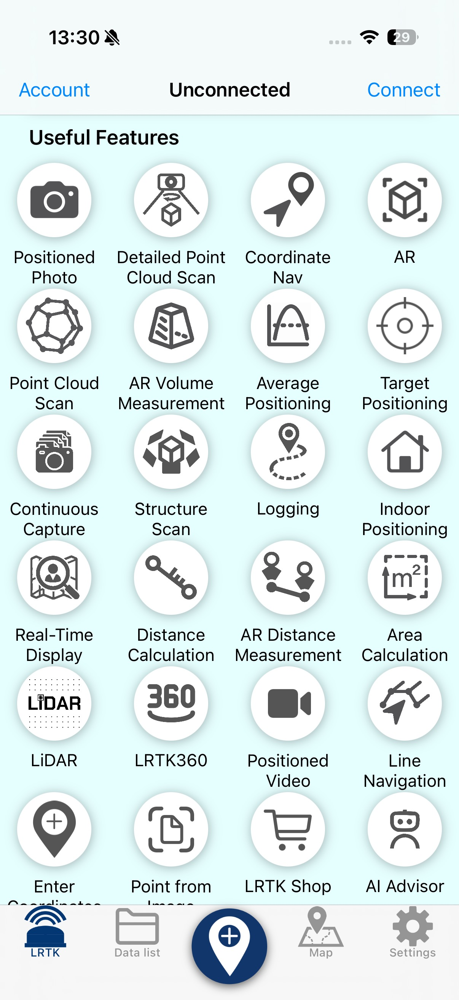 13:30
29
Account
Unconnected
Connect
Useful Features
Positioned
Photo
Detailed Point
Cloud Scan
Coordinate
Nav
AR
Point Cloud
Scan
AR Volume
Measurement
Average
Positioning
Target
Positioning
Continuous
Capture
Structure
Scan
Logging
Indoor
Positioning
m²
Real-Time
Display
Distance
Calculation
AR Distance
Measurement
Area
Calculation
LiDAR
360
LiDAR
LRTK360
Positioned
Video
Line
Navigation
Enter
Coordinates
Point from
Image
LRTK Shop
AI Advisor
LRTK
Data list
Map
Settings